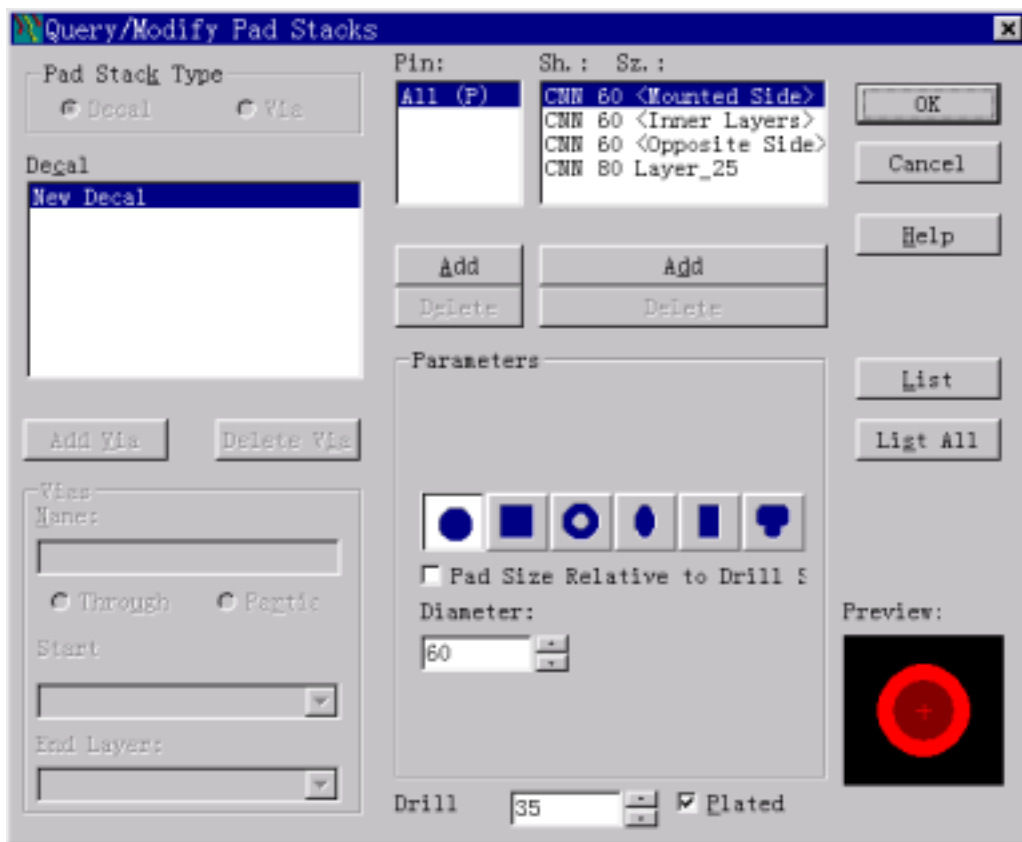 Query/Modify Pad Stacks
Pad Stack Type
Decal
Via
Decal
New Decal
Add Via
Delete Via
Vias
Name:
Through
Partic
Start
End Layer:
Pin:
All (P)
Add
Delete
Sh.: Sz.:
CNN 60 <Mounted Side>
CNN 60 <Inner Layers>
CNN 60 <Opposite Side>
CNN 80 Layer_25
Add
Delete
Parameters
Pad Size Relative to Drill S
Diameter:
60
Drill
35
Plated
OK
Cancel
Help
List
List All
Preview: